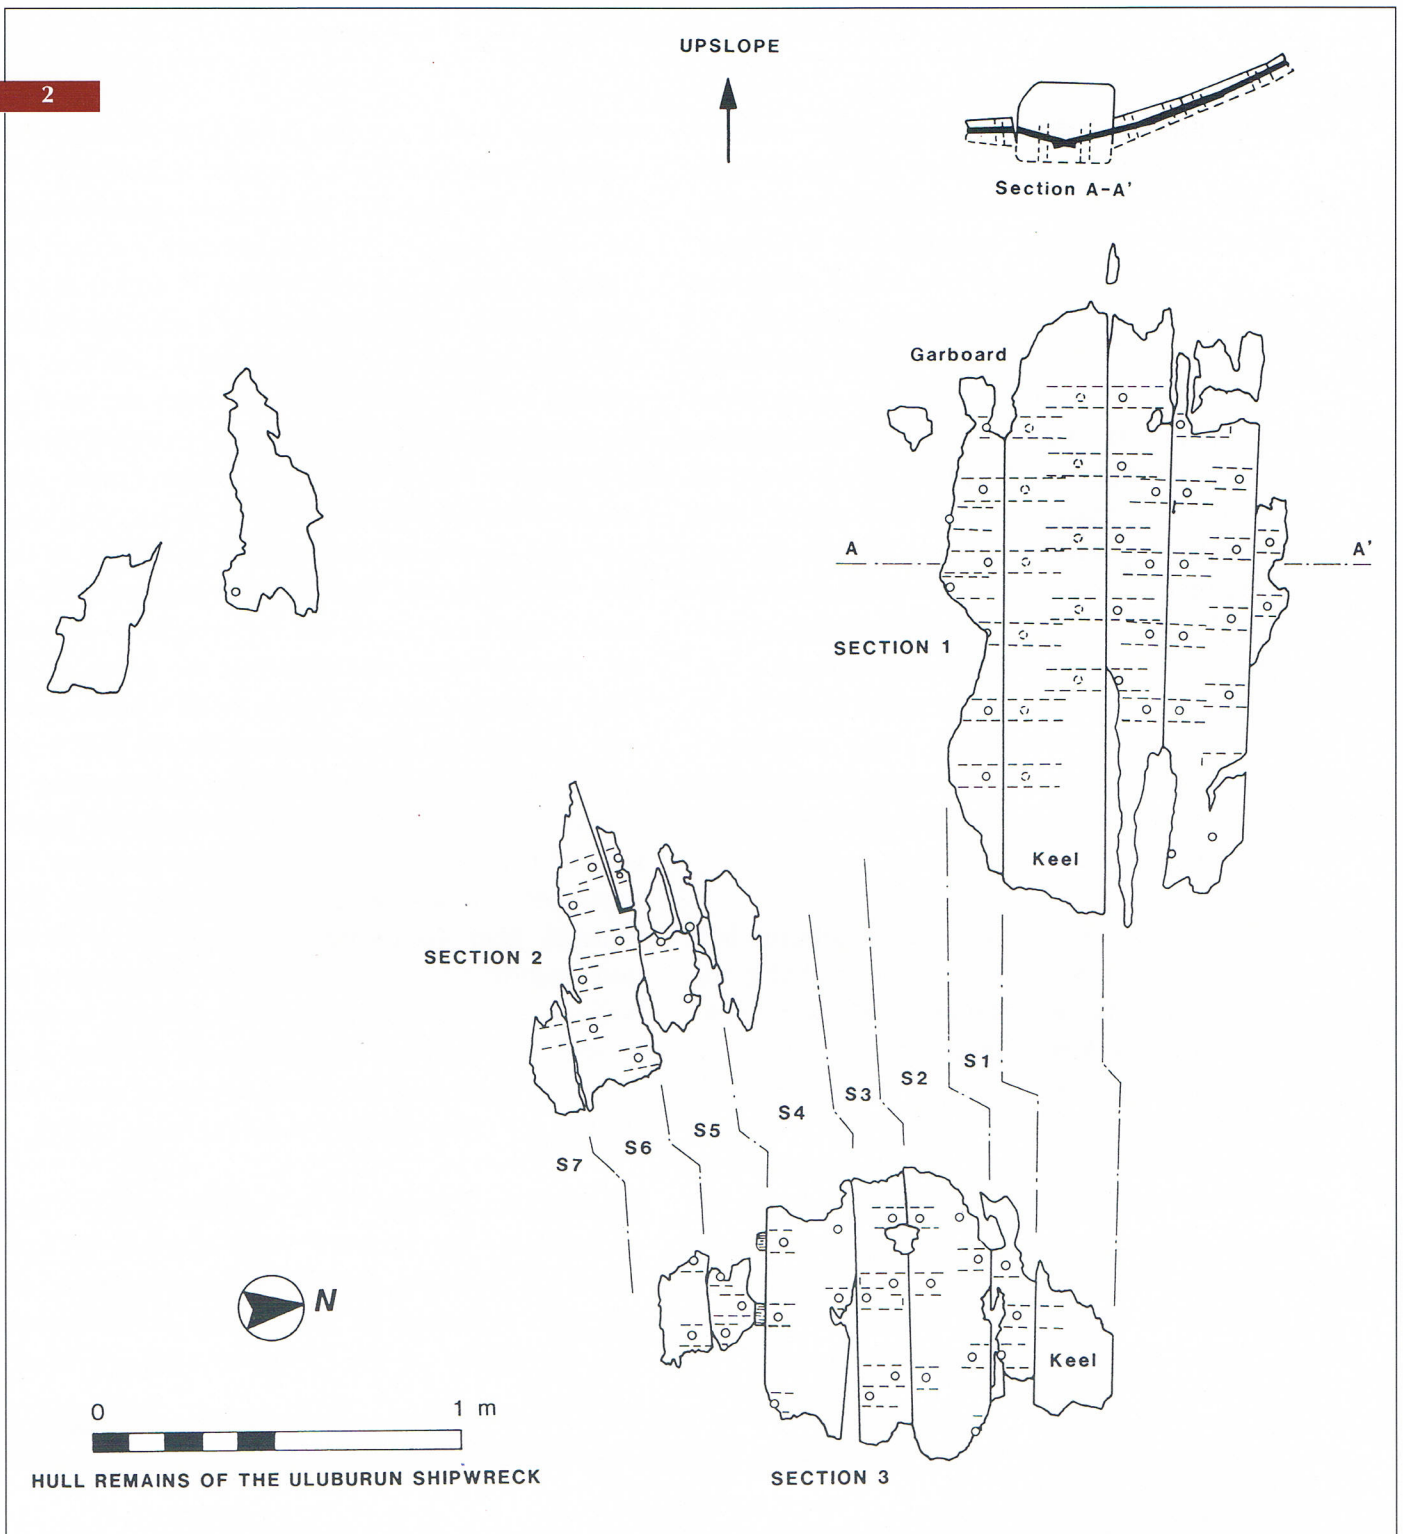 UPSLOPE
2
Section A-A'
Garboard
A
A'
SECTION 1
Keel
SECTION 2
S1
S2
S3
S4
S5
S6
S7
N
Keel
0
1 m
HULL REMAINS OF THE ULUBURUN SHIPWRECK
SECTION 3